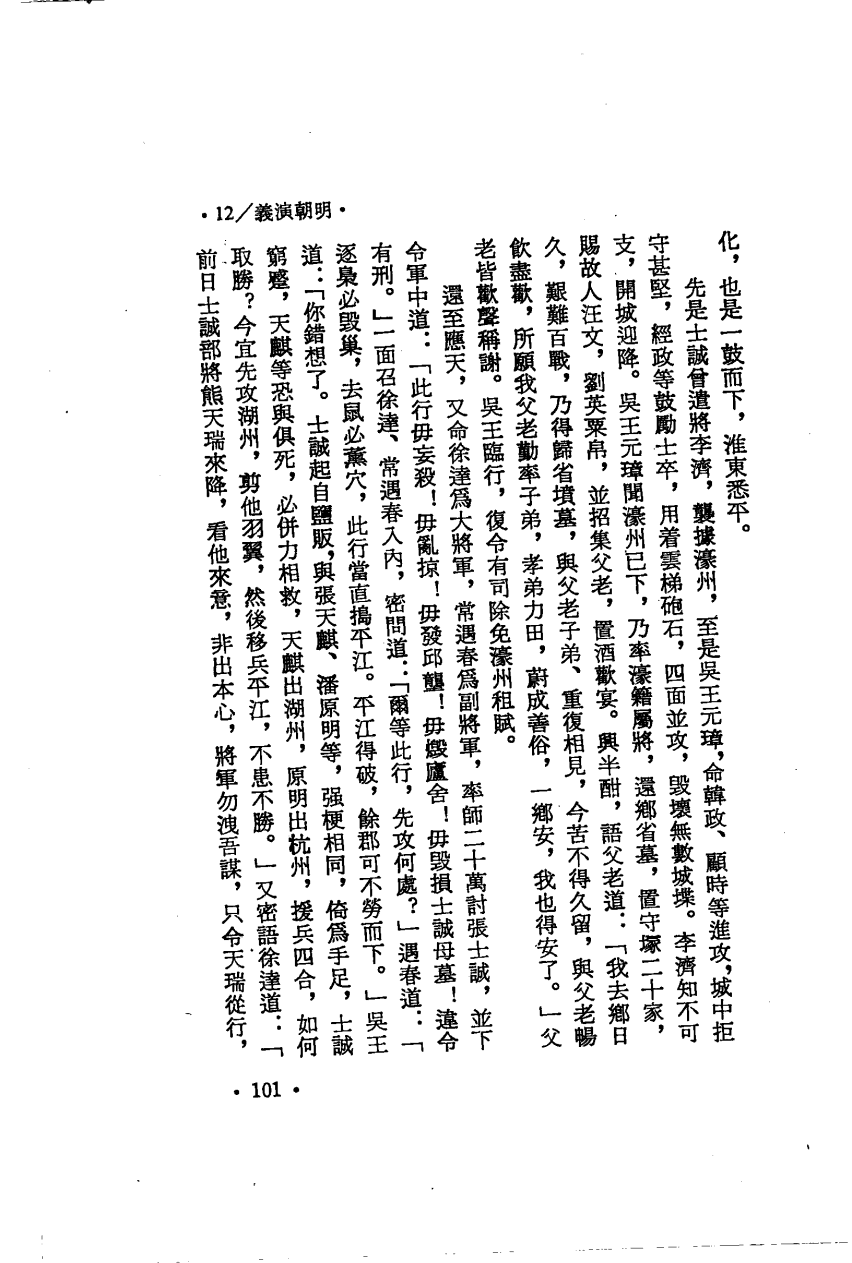 •12/義演朝明•
化，也是一鼓而下，淮東悉平。
先是士誠曾遣將李濟，襲據濠州，至是吳王元璋，命韓政、顧時等進攻，城中拒
守甚堅，經政等鼓勵士卒，用着雲梯砲石，四面並攻，毀壞無數城堞。李濟知不可
支，開城迎降。吳王元璋聞濠州已下，乃率濠籍屬將，還鄉省墓，置守塚二十家，
賜故人汪文，劉英粟帛，並招集父老，置酒歡宴。興半酣，語父老道：「我去鄉日
久，艱難百戰，乃得歸省墳墓，與父老子弟、重復相見，今苦不得久留，與父老暢
飲盡歡，所願我父老勤率子弟，孝弟力田，蔚成善俗，一鄉安，我也得安了。」父
老皆歡聲稱謝。吳王臨行，復令有司除免濠州租賦。
還至應天，又命徐達爲大將軍，常遇春爲副將軍，率師二十萬討張士誠，並下
令軍中道：「此行毋妄殺！毋亂掠！毋發邱壟！毋燬廬舍！毋毀損士誠母墓！違令
有刑。」一面召徐達、常遇春入內，密問道：「爾等此行，先攻何處？」遇春道：「
逐梟必毀巢，去鼠必薰穴，此行當直搗平江。平江得破，餘郡可不勞而下。」吳王
道：「你錯想了。士誠起自鹽販，與張天麒、潘原明等，强梗相同，倚爲手足，士誠
窮蹙，天麒等恐與俱死，必併力相救，天麒出湖州，原明出杭州，援兵四合，如何
取勝？今宜先攻湖州，剪他羽翼，然後移兵平江，不患不勝。」又密語徐達道：「
前日士誠部將熊天瑞來降，看他來意，非出本心，將軍勿洩吾謀，只令天瑞從行，
•101•